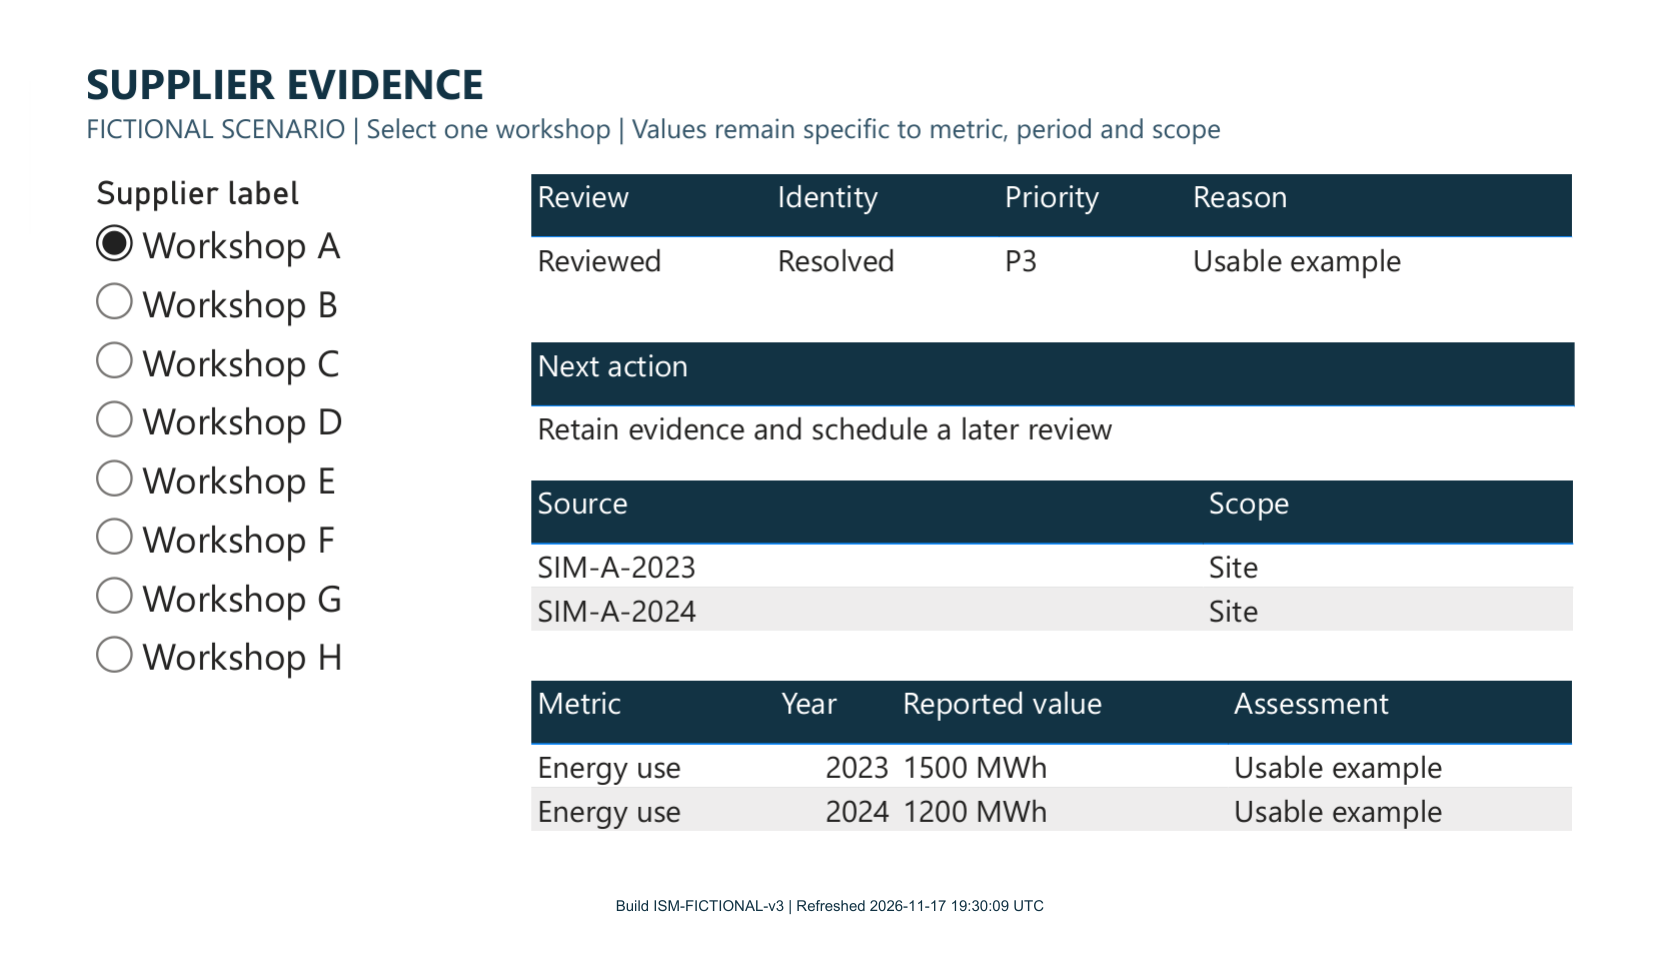 SUPPLIER EVIDENCE
FICTIONAL SCENARIO | Select one workshop | Values remain specific to metric, period and scope
Supplier label
Workshop A
Workshop B
Workshop C
Workshop D
Workshop E
Workshop F
Workshop G
Workshop H
Review Identity Priority Reason
Reviewed Resolved P3 Usable example
Next action
Retain evidence and schedule a later review
Source Scope
SIM-A-2023 Site
SIM-A-2024 Site
Metric Year Reported value Assessment
Energy use 2023 1500 MWh Usable example
Energy use 2024 1200 MWh Usable example
Build ISM-FICTIONAL-v3 | Refreshed 2026-11-17 19:30:09 UTC